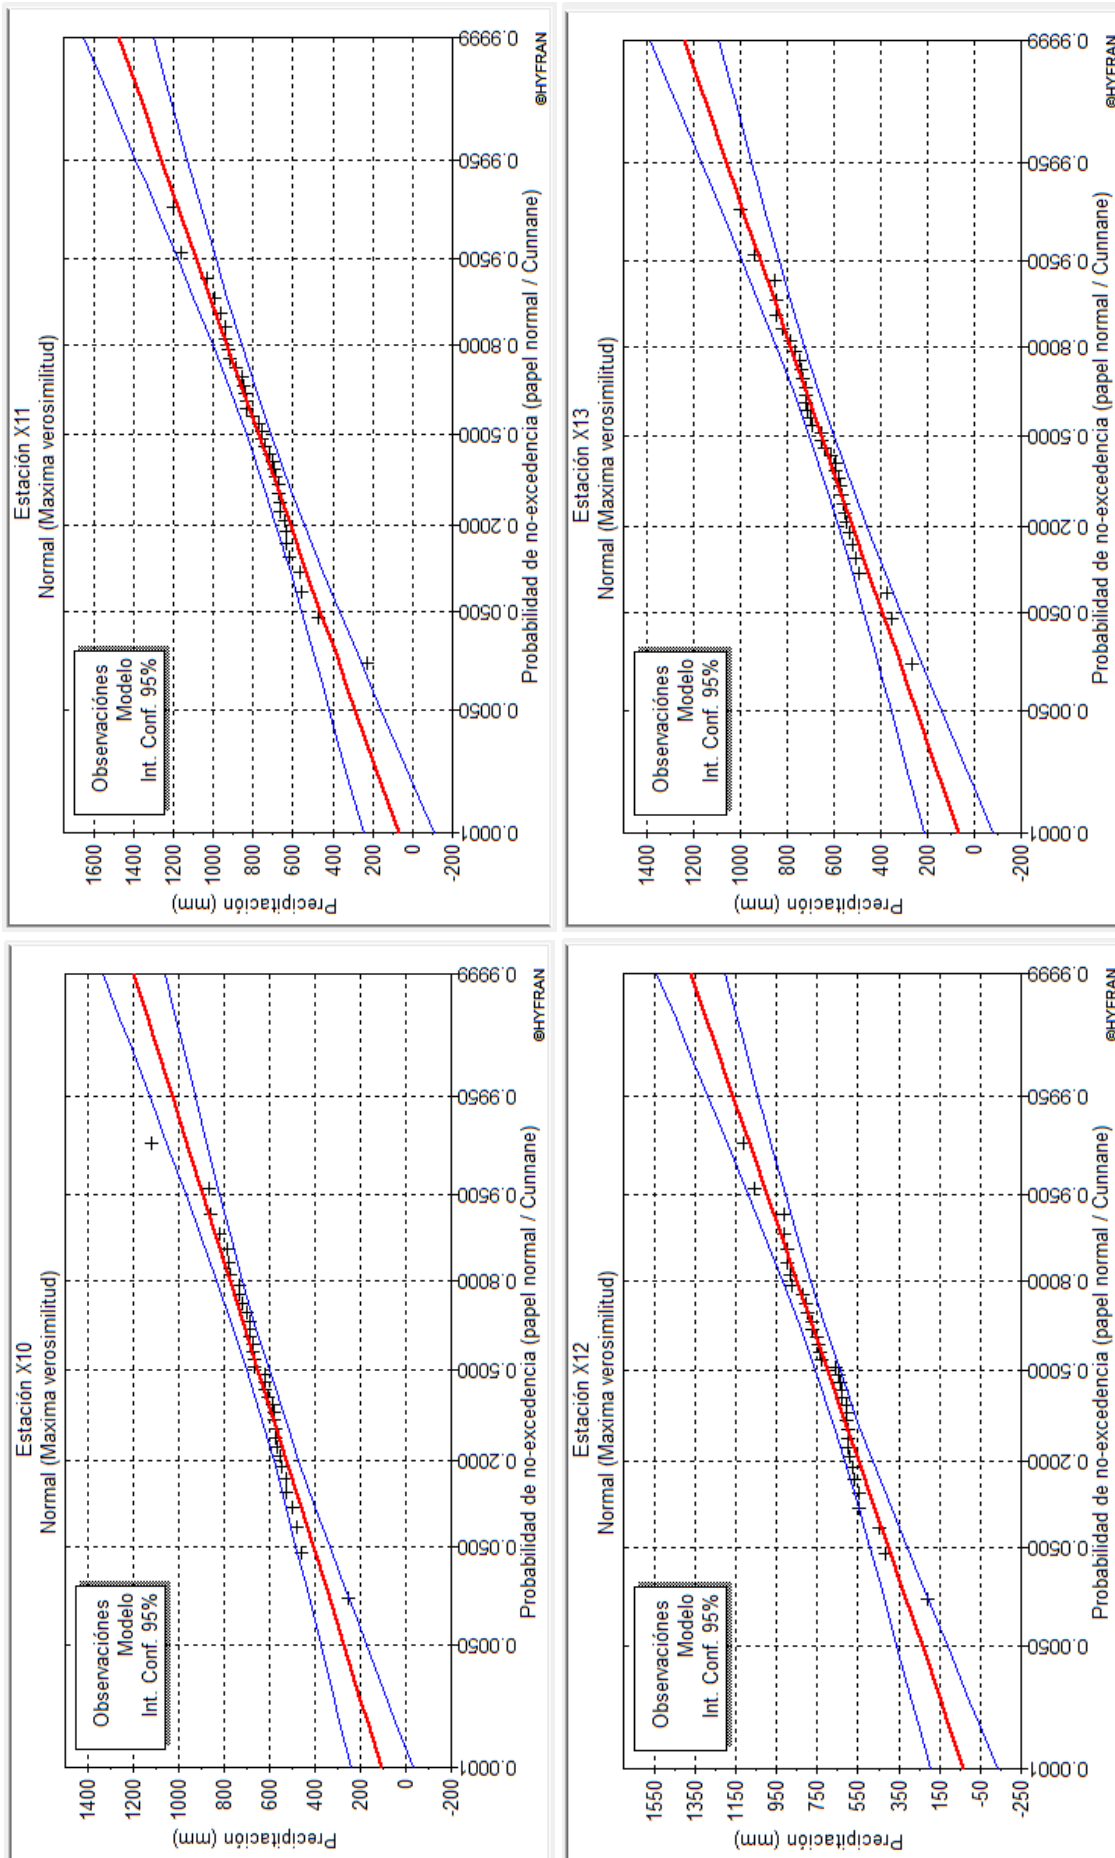 Estación X10
Normal (Maxima verosimilitud)
Observaciónes
Modelo
Int. Conf. 95%
Precipitación (mm)
1400
1200
1000
800
600
400
200
0
-200
0.0001
0.0050
0.0500
0.2000
0.5000
0.8000
0.9500
0.9950
0.9999
Probabilidad de no-excedencia (papel normal / Cunnane)
©HYFRAN
Estación X11
Normal (Maxima verosimilitud)
Observaciónes
Modelo
Int. Conf. 95%
Precipitación (mm)
1600
1400
1200
1000
800
600
400
200
0
-200
0.0001
0.0050
0.0500
0.2000
0.5000
0.8000
0.9500
0.9950
0.9999
Probabilidad de no-excedencia (papel normal / Cunnane)
©HYFRAN
Estación X12
Normal (Maxima verosimilitud)
Observaciónes
Modelo
Int. Conf. 95%
Precipitación (mm)
1550
1350
1150
950
750
550
350
150
-50
-250
0.0001
0.0050
0.0500
0.2000
0.5000
0.8000
0.9500
0.9950
0.9999
Probabilidad de no-excedencia (papel normal / Cunnane)
©HYFRAN
Estación X13
Normal (Maxima verosimilitud)
Observaciónes
Modelo
Int. Conf. 95%
Precipitación (mm)
1400
1200
1000
800
600
400
200
0
-200
0.0001
0.0050
0.0500
0.2000
0.5000
0.8000
0.9500
0.9950
0.9999
Probabilidad de no-excedencia (papel normal / Cunnane)
©HYFRAN